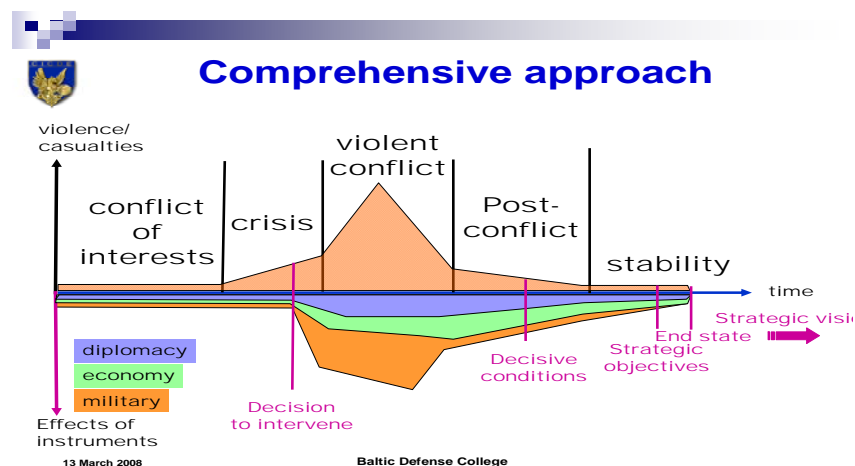 Comprehensive approach
violence/
casualties
conflict
of
interests
crisis
violent
conflict
Post-
conflict
stability
time
Strategic visi
End state
Strategic
objectives
Decisive
conditions
Decision
to intervene
diplomacy
economy
military
Effects of
instruments
13 March 2008
Baltic Defense College